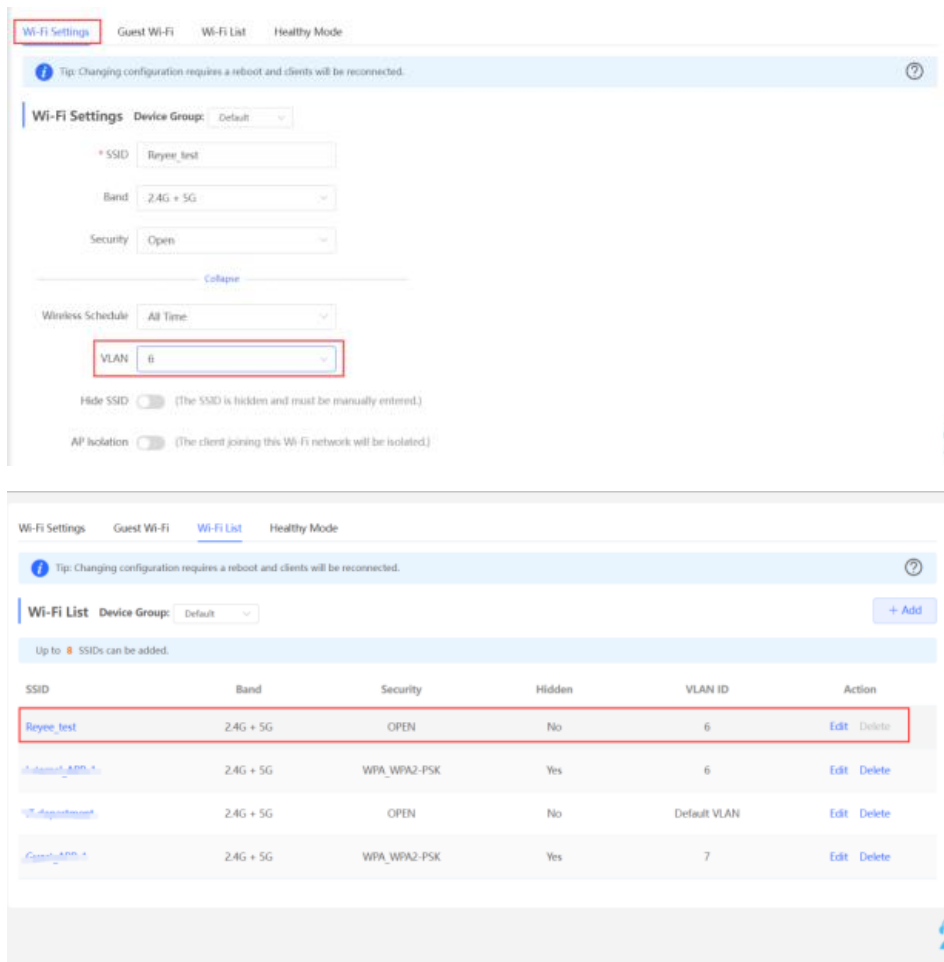 Wi-Fi Settings Guest Wi-Fi Wi-Fi List Healthy Mode
Tip: Changing configuration requires a reboot and clients will be reconnected.
Wi-Fi Settings Device Group: Default
* SSID Reyee_test
Band 2.4G + 5G
Security Open
Collapse
Wireless Schedule All Time
VLAN 6
Hide SSID (The SSID is hidden and must be manually entered.)
AP Isolation (The client joining this Wi-Fi network will be isolated.)
Wi-Fi Settings Guest Wi-Fi Wi-Fi List Healthy Mode
Tip: Changing configuration requires a reboot and clients will be reconnected.
Wi-Fi List Device Group: Default + Add
Up to 8 SSIDs can be added.
SSID Band Security Hidden VLAN ID Action
Reyee_test 2.4G + 5G OPEN No 6 Edit Delete
2.4G + 5G WPA_WPA2-PSK Yes 6 Edit Delete
2.4G + 5G OPEN No Default VLAN Edit Delete
2.4G + 5G WPA_WPA2-PSK Yes 7 Edit Delete